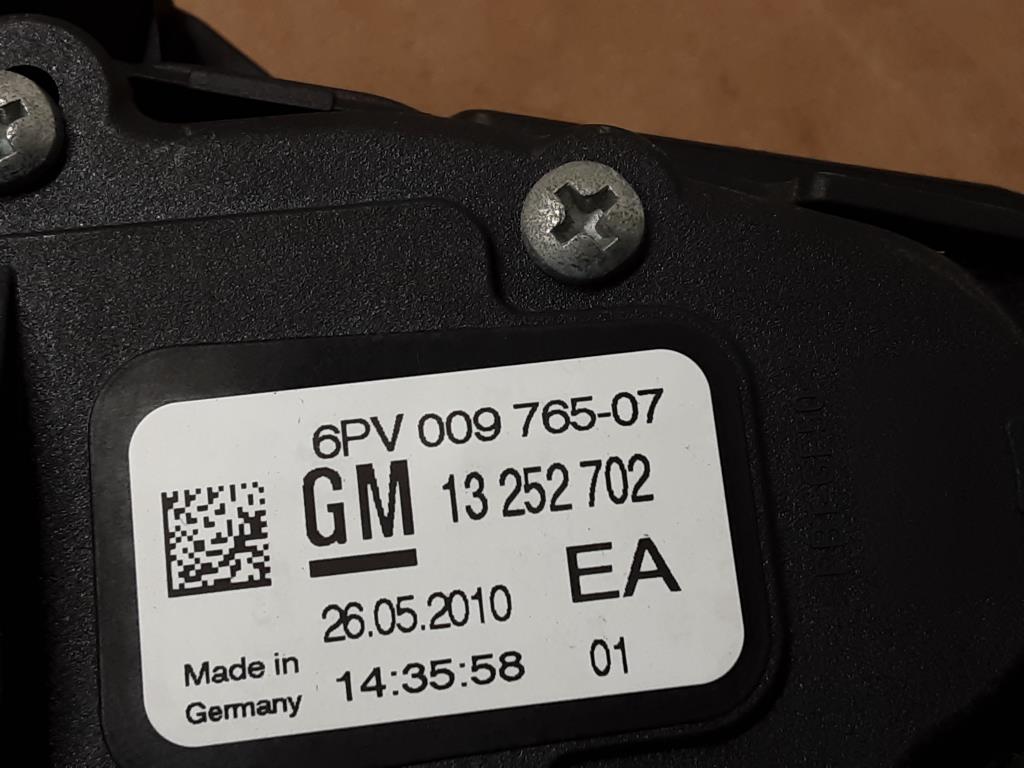 6PV 009 765-07
GM 13 252 702
EA
26.05.2010
Made in
Germany
14:35:58
01